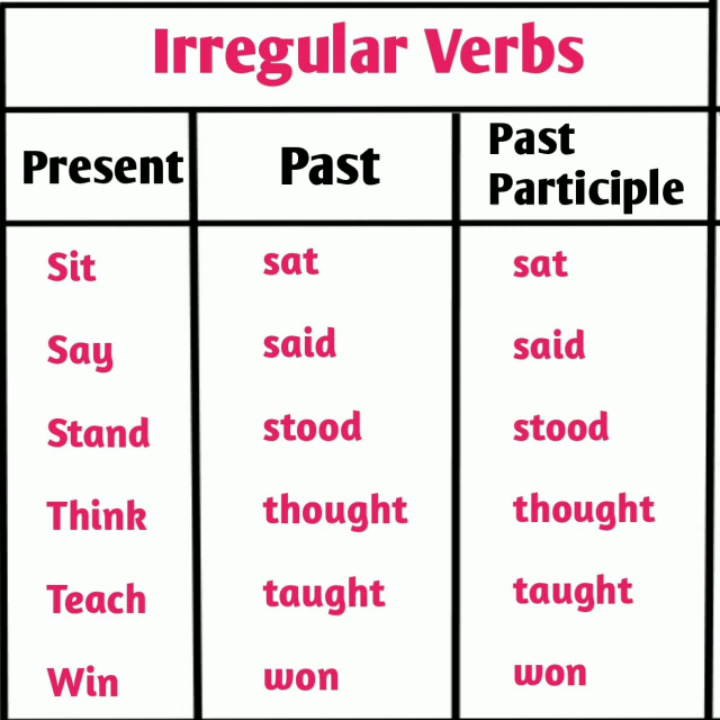 Irregular Verbs
Present Past Past Participle
Sit sat sat
Say said said
Stand stood stood
Think thought thought
Teach taught taught
Win won won